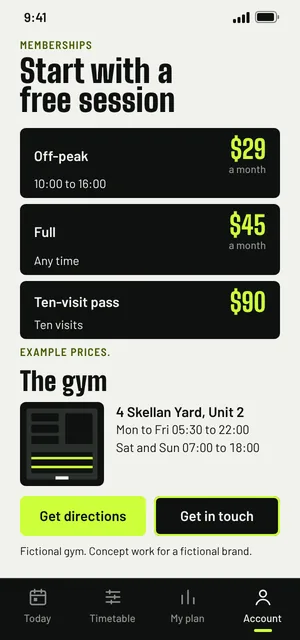 9:41
MEMBERSHIPS
Start with a
free session
Off-peak
$29
a month
10:00 to 16:00
Full
$45
a month
Any time
Ten-visit pass
$90
Ten visits
EXAMPLE PRICES.
The gym
4 Skellan Yard, Unit 2
Mon to Fri 05:30 to 22:00
Sat and Sun 07:00 to 18:00
Get directions
Get in touch
Fictional gym. Concept work for a fictional brand.
Today
Timetable
My plan
Account